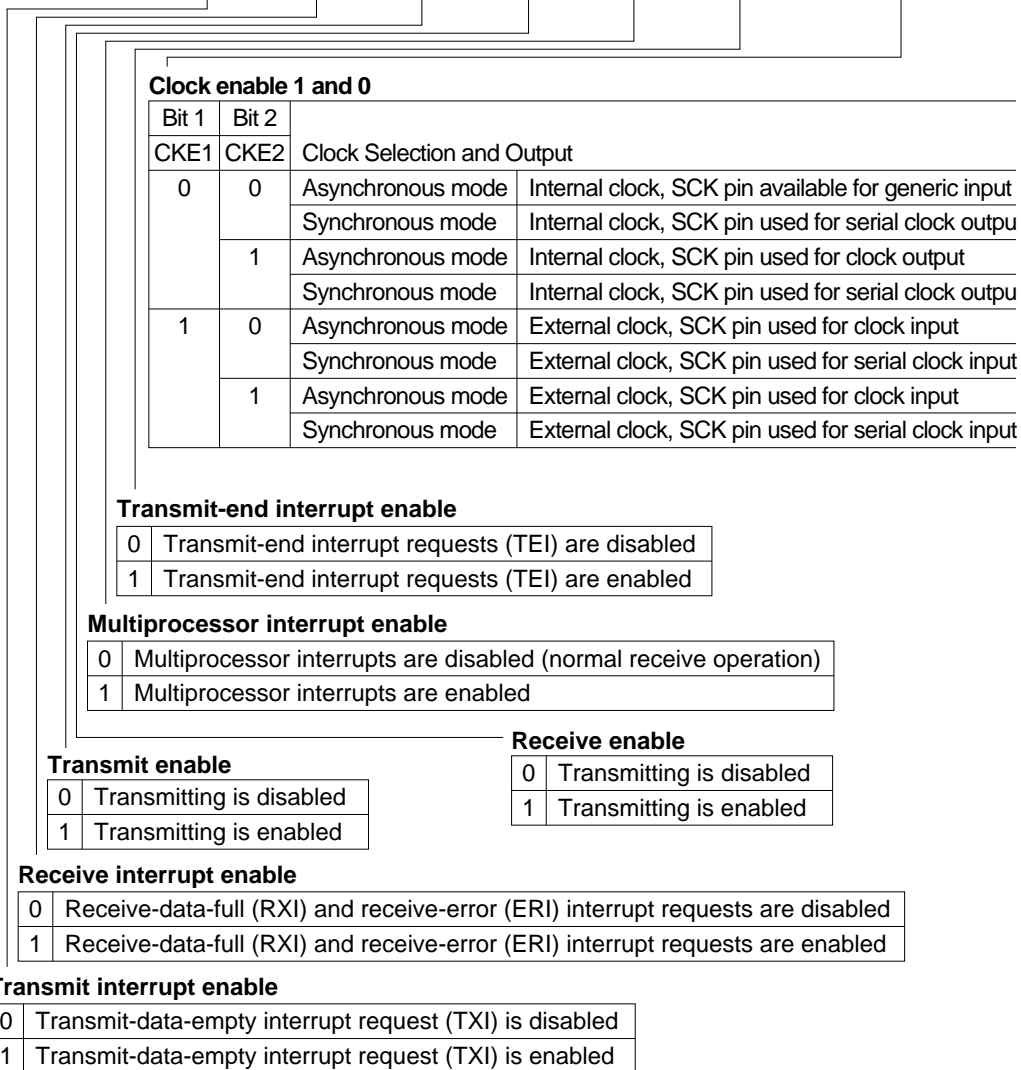 Clock enable 1 and 0
Bit 1 Bit 2
CKE1 CKE2 Clock Selection and Output
0 0 Asynchronous mode Internal clock, SCK pin available for generic input
Synchronous mode Internal clock, SCK pin used for serial clock outpu
1 Asynchronous mode Internal clock, SCK pin used for clock output
Synchronous mode Internal clock, SCK pin used for serial clock outpu
1 0 Asynchronous mode External clock, SCK pin used for clock input
Synchronous mode External clock, SCK pin used for serial clock input
1 Asynchronous mode External clock, SCK pin used for clock input
Synchronous mode External clock, SCK pin used for serial clock input
Transmit-end interrupt enable
0 Transmit-end interrupt requests (TEI) are disabled
1 Transmit-end interrupt requests (TEI) are enabled
Multiprocessor interrupt enable
0 Multiprocessor interrupts are disabled (normal receive operation)
1 Multiprocessor interrupts are enabled
Receive enable
0 Transmitting is disabled
1 Transmitting is enabled
Transmit enable
0 Transmitting is disabled
1 Transmitting is enabled
Receive interrupt enable
0 Receive-data-full (RXI) and receive-error (ERI) interrupt requests are disabled
1 Receive-data-full (RXI) and receive-error (ERI) interrupt requests are enabled
Transmit interrupt enable
0 Transmit-data-empty interrupt request (TXI) is disabled
1 Transmit-data-empty interrupt request (TXI) is enabled